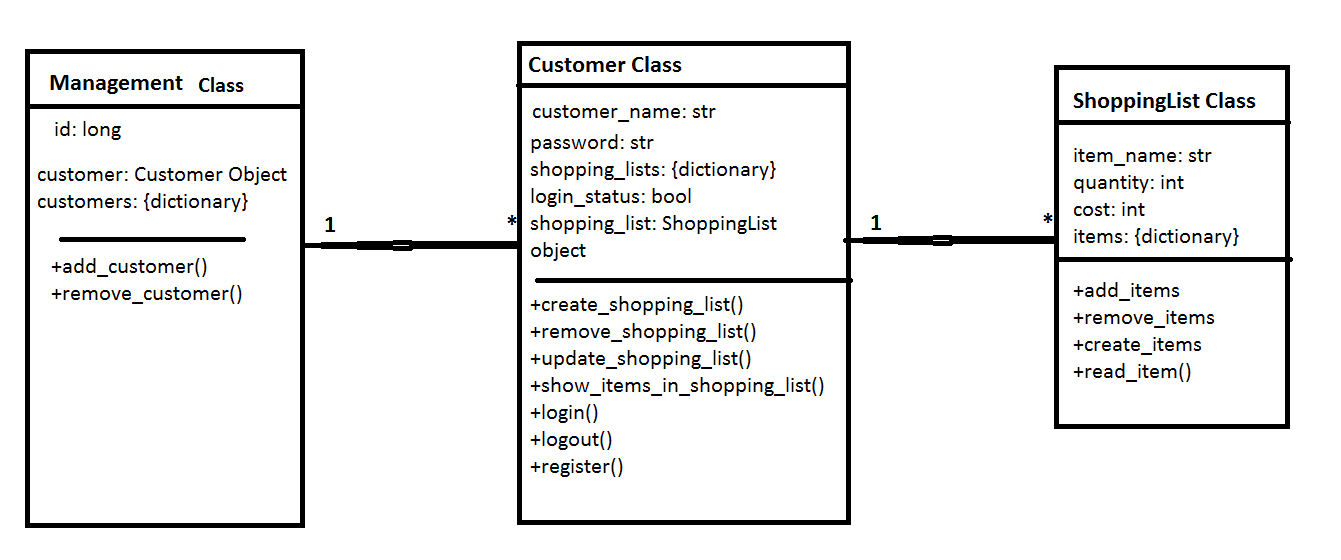 Management Class
id: long
customer: Customer Object
customers: {dictionary}
+add_customer()
+remove_customer()
1
*
Customer Class
customer_name: str
password: str
shopping_lists: {dictionary}
login_status: bool
shopping_list: ShoppingList
object
+create_shopping_list()
+remove_shopping_list()
+update_shopping_list()
+show_items_in_shopping_list()
+login()
+logout()
+register()
1
*
ShoppingList Class
item_name: str
quantity: int
cost: int
items: {dictionary}
+add_items
+remove_items
+create_items
+read_item()